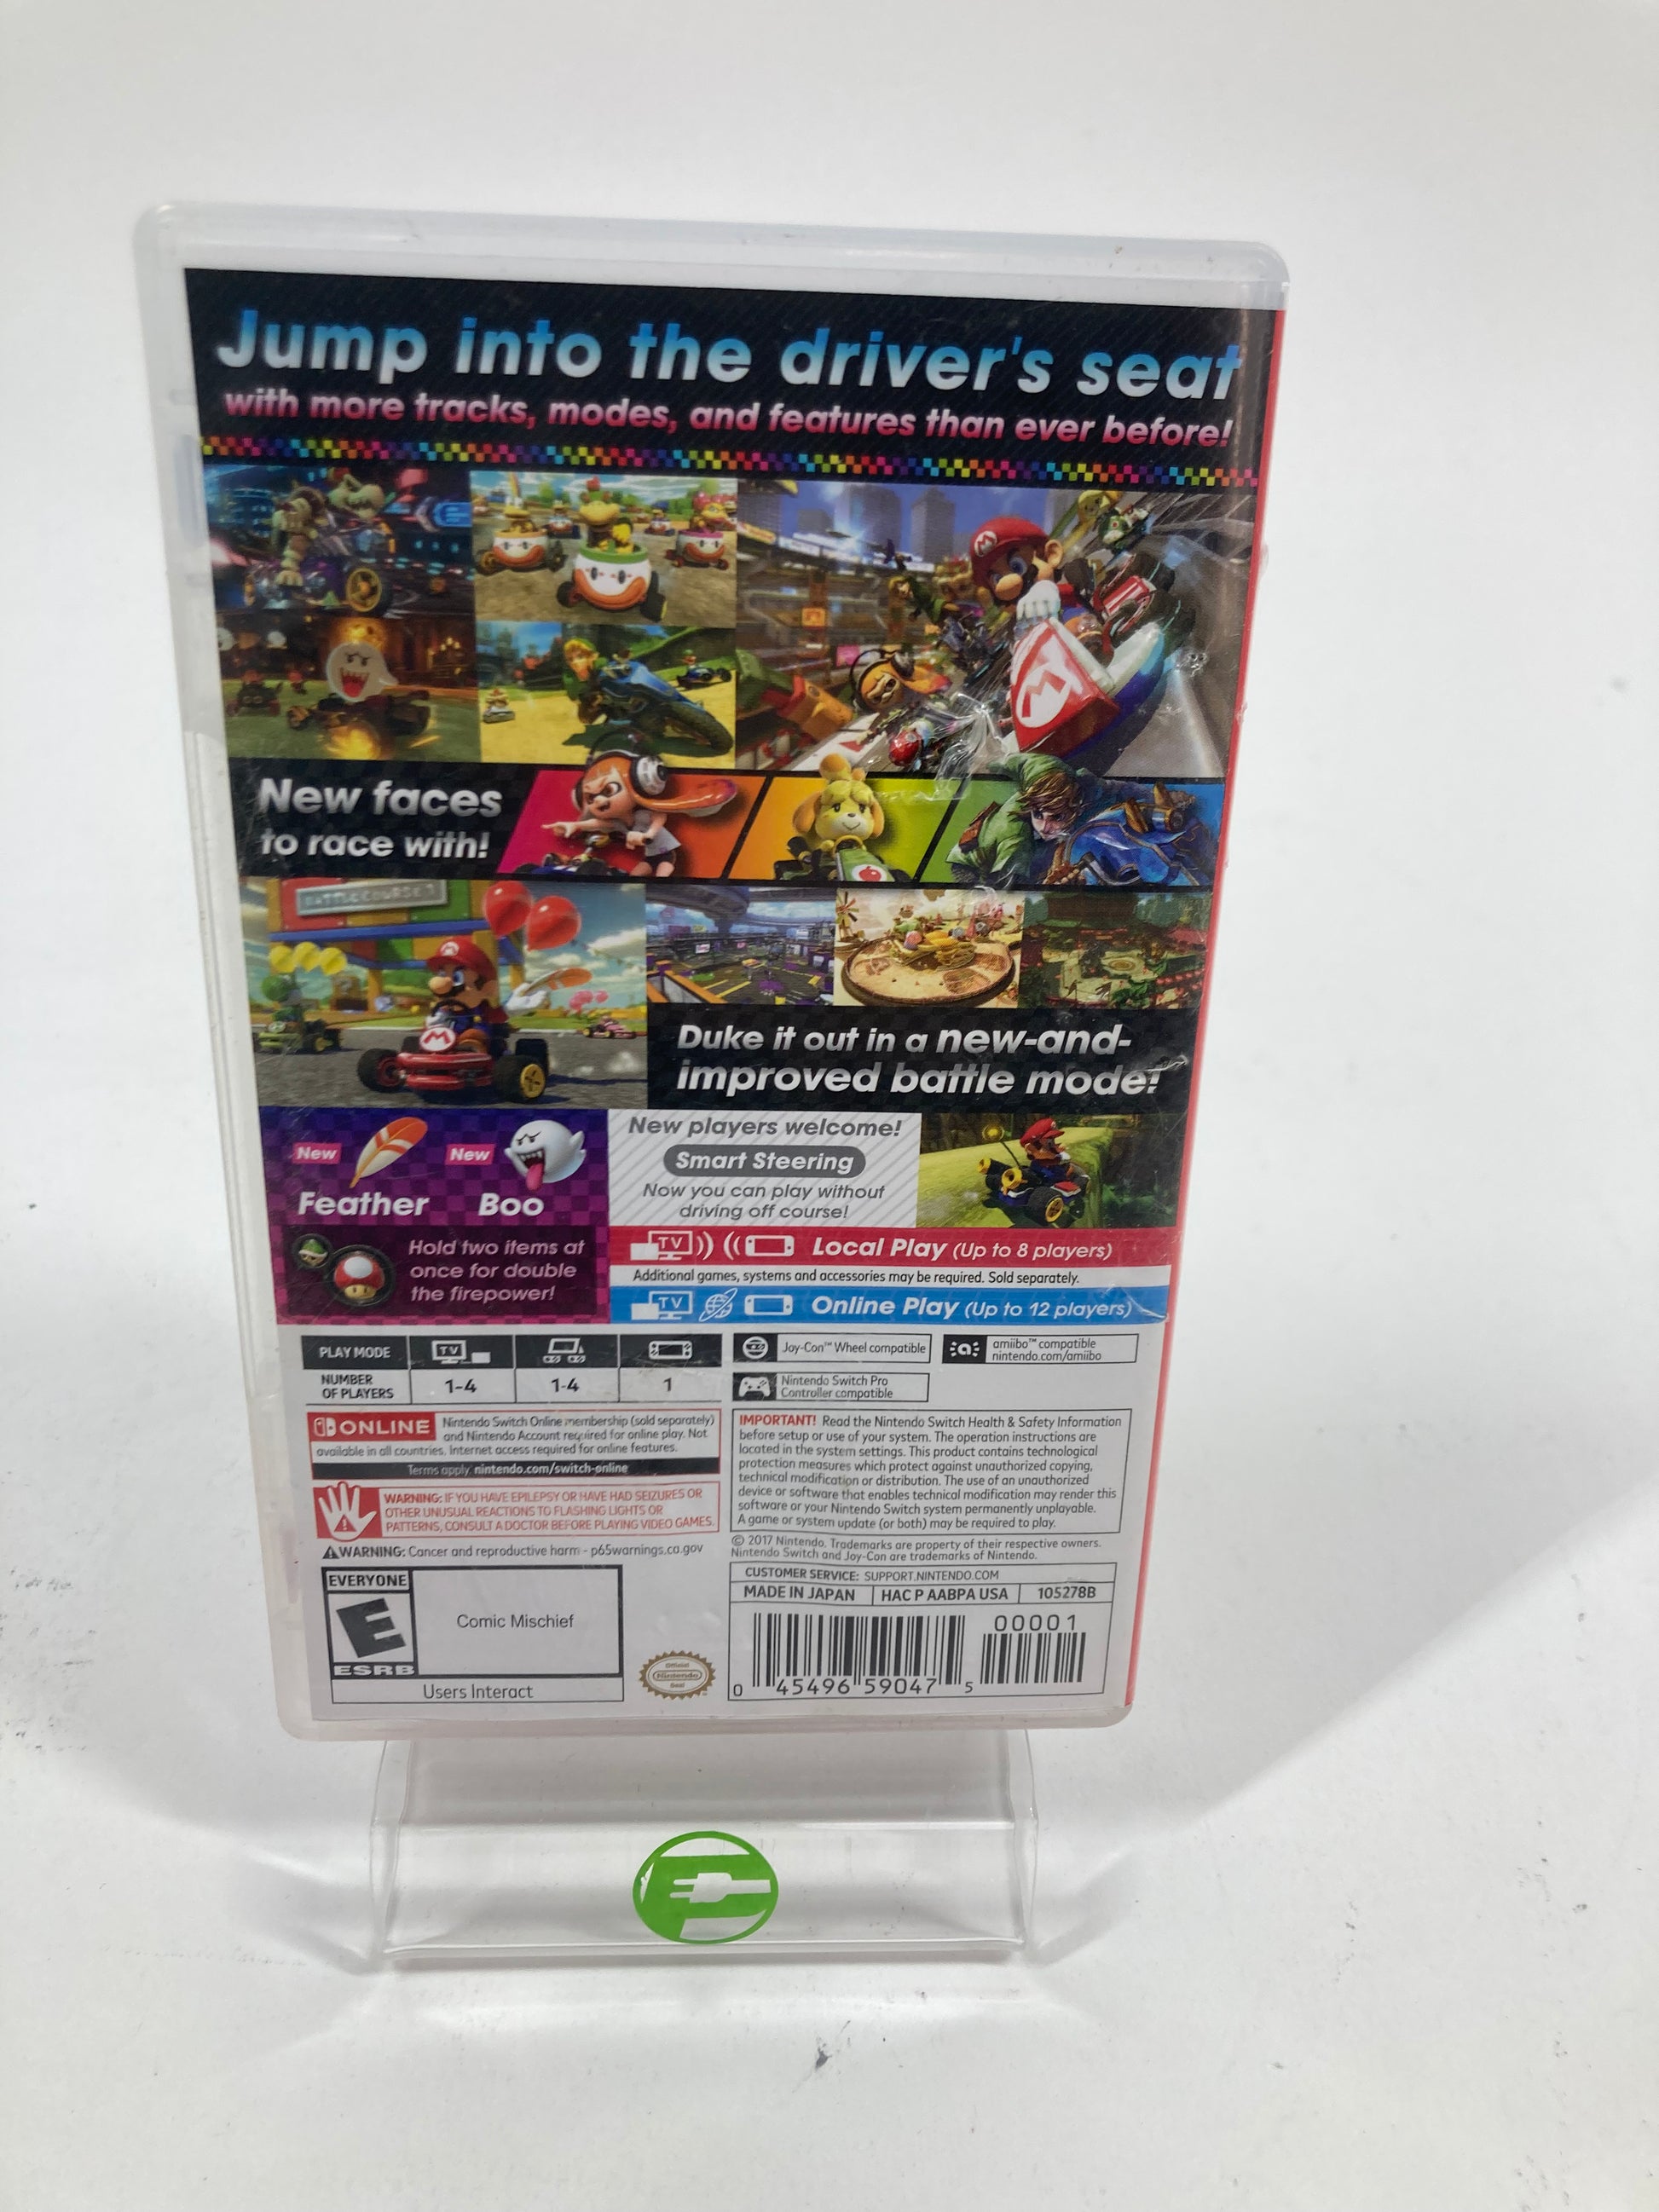 Jump into the driver's seat
with more tracks, modes, and features than ever before!
New faces
to race with!
BATTLE COURSE 1
Duke it out in a new-and-
improved battle mode!
New
New
Feather
Boo
Hold two items at
once for double
the firepower!
New players welcome!
Smart Steering
Now you can play without
driving off course!
TV Local Play (Up to 8 players)
Additional games, systems and accessories may be required. Sold separately.
TV Online Play (Up to 12 players)
PLAY MODE TV
NUMBER
OF PLAYERS
1-4 1-4 1
Joy-Con™ Wheel compatible
amiibo™ compatible
nintendo.com/amiibo
Nintendo Switch Pro
Controller compatible
ONLINE Nintendo Switch Online membership (sold separately)
and Nintendo Account required for online play. Not
available in all countries. Internet access required for online features.
Terms apply. nintendo.com/switch-online
WARNING: IF YOU HAVE EPILEPSY OR HAVE HAD SEIZURES OR
OTHER UNUSUAL REACTIONS TO FLASHING LIGHTS OR
PATTERNS, CONSULT A DOCTOR BEFORE PLAYING VIDEO GAMES.
WARNING: Cancer and reproductive harm - p65warnings.ca.gov
IMPORTANT! Read the Nintendo Switch Health & Safety Information
before setup or use of your system. The operation instructions are
located in the system settings. This product contains technological
protection measures which protect against unauthorized copying,
technical modification or distribution. The use of an unauthorized
device or software that enables technical modification may render this
software or your Nintendo Switch system permanently unplayable.
A game or system update (or both) may be required to play.
© 2017 Nintendo. Trademarks are property of their respective owners.
Nintendo Switch and Joy-Con are trademarks of Nintendo.
CUSTOMER SERVICE: SUPPORT.NINTENDO.COM
MADE IN JAPAN HAC P AABPA USA 105278B
EVERYONE
E
ESRB
Comic Mischief
Users Interact
Official
Nintendo
Seal
00001
0 45496 59047 5